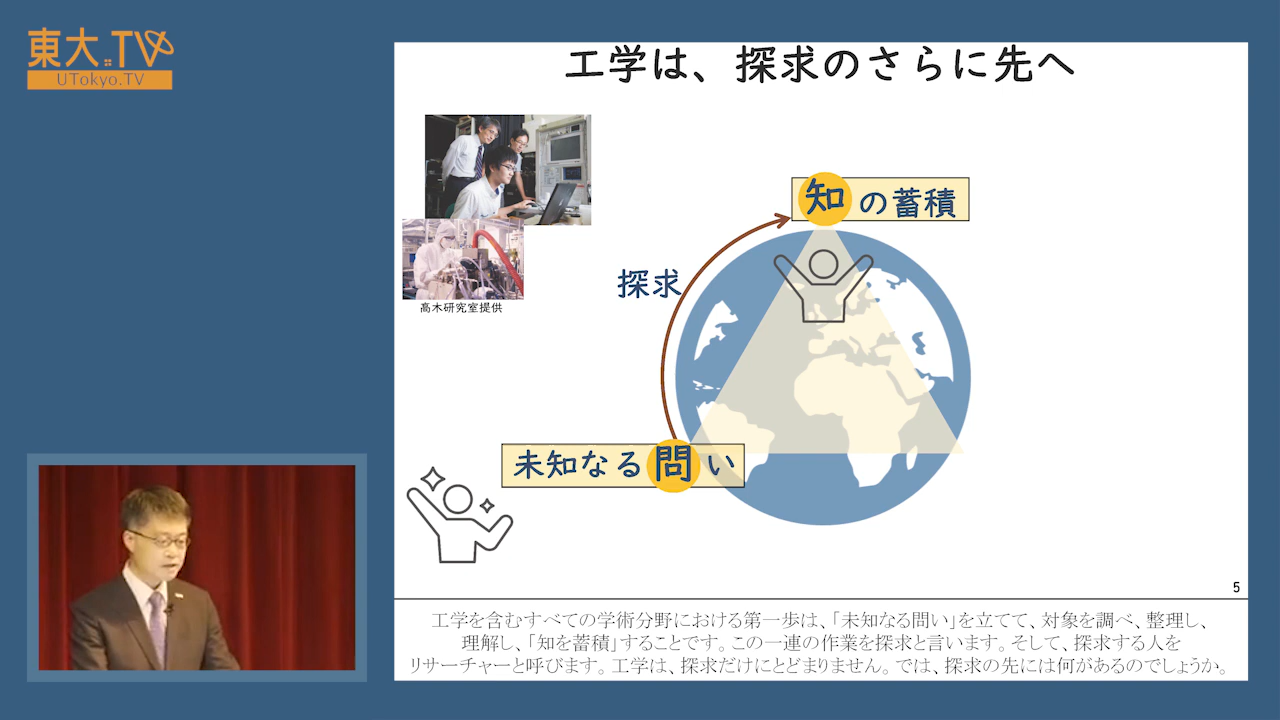 東大.TV
UTokyo.TV
工学は、探求のさらに先へ
知の蓄積
探求
髙木研究室提供
未知なる問い
5
工学を含むすべての学術分野における第一歩は、「未知なる問い」を立てて、対象を調べ、整理し、
理解し、「知を蓄積」することです。この一連の作業を探求と言います。そして、探求する人を
リサーチャーと呼びます。工学は、探求だけにとどまりません。では、探求の先には何があるのでしょうか。